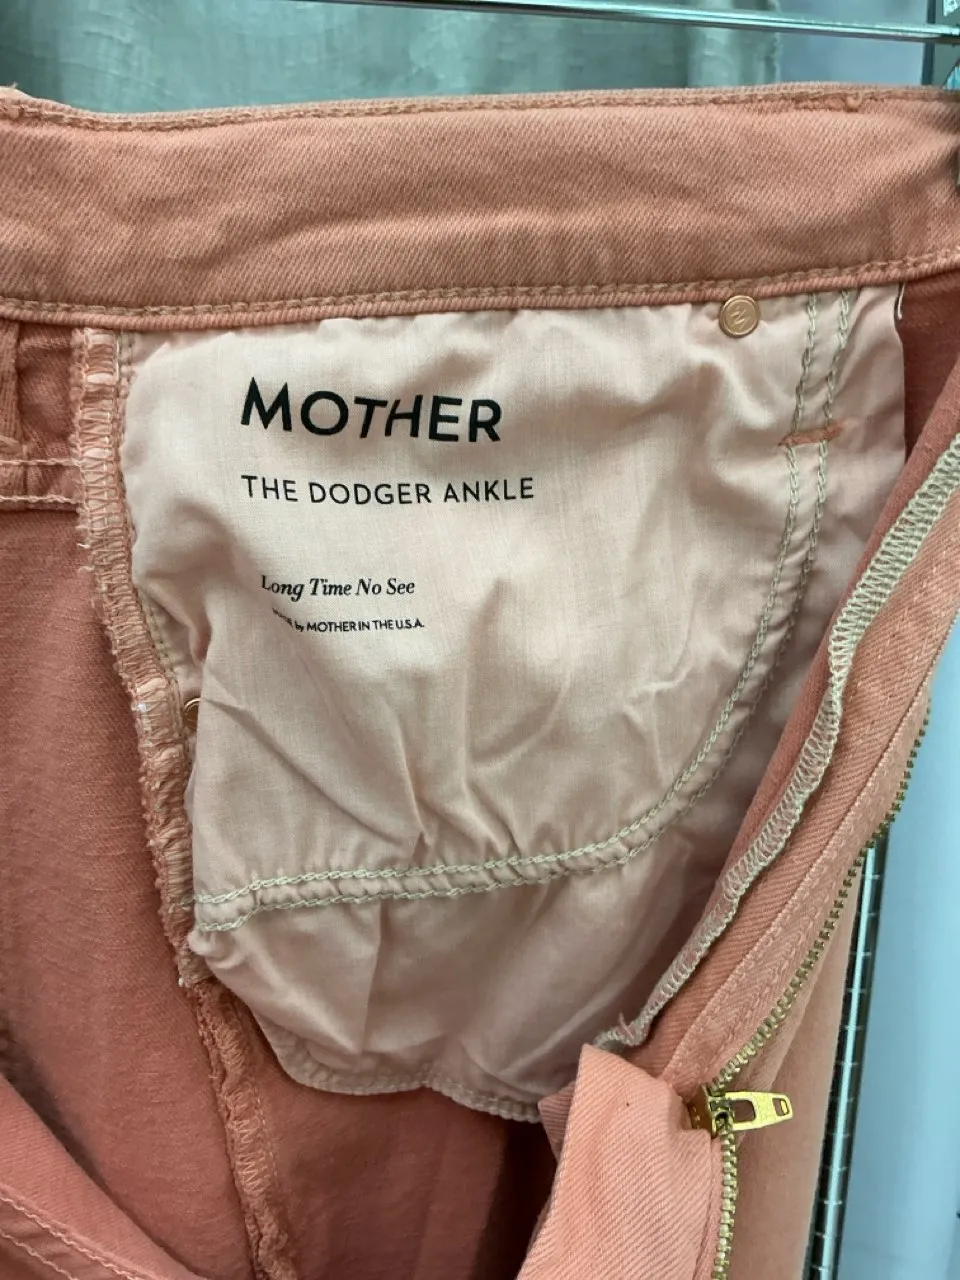 MOTHER
THE DODGER ANKLE
Long Time No See
by MOTHER IN THE U.S.A.